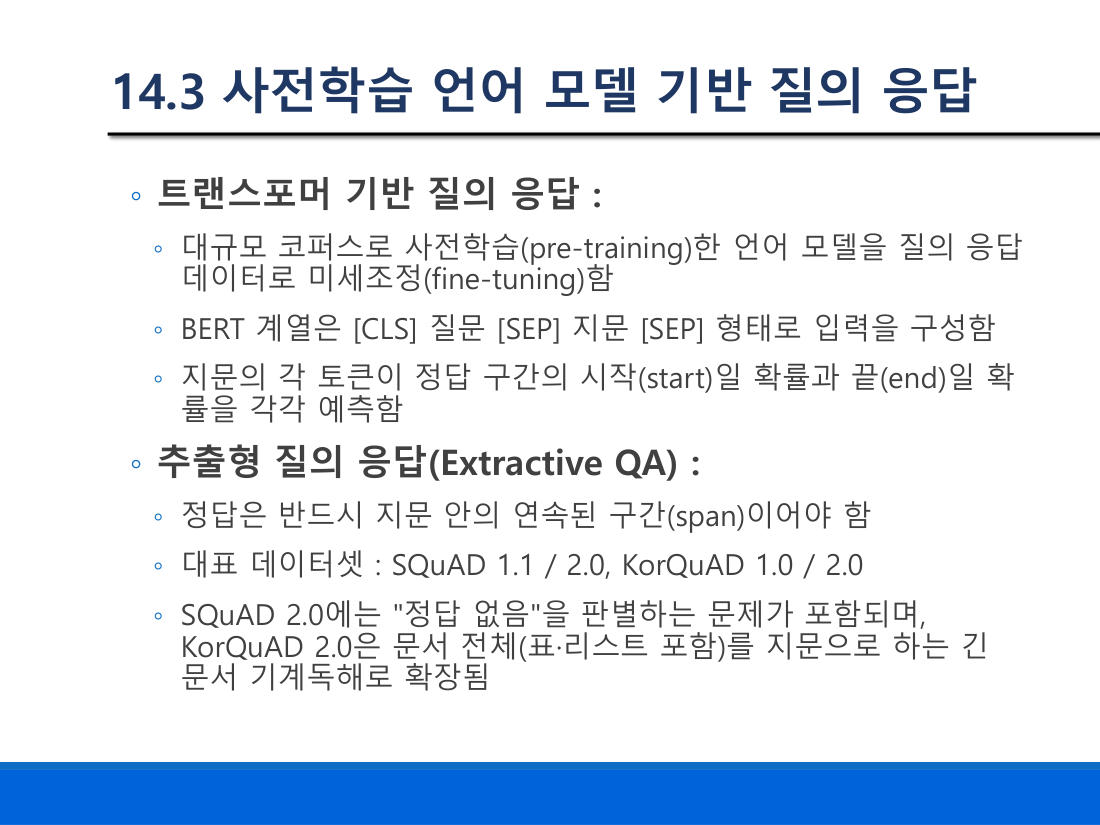 14.3 사전학습 언어 모델 기반 질의 응답
◦ 트랜스포머 기반 질의 응답 :
◦ 대규모 코퍼스로 사전학습(pre-training)한 언어 모델을 질의 응답
데이터로 미세조정(fine-tuning)함
◦ BERT 계열은 [CLS] 질문 [SEP] 지문 [SEP] 형태로 입력을 구성함
◦ 지문의 각 토큰이 정답 구간의 시작(start)일 확률과 끝(end)일 확
률을 각각 예측함
◦ 추출형 질의 응답(Extractive QA) :
◦ 정답은 반드시 지문 안의 연속된 구간(span)이어야 함
◦ 대표 데이터셋 : SQuAD 1.1 / 2.0, KorQuAD 1.0 / 2.0
◦ SQuAD 2.0에는 "정답 없음"을 판별하는 문제가 포함되며,
KorQuAD 2.0은 문서 전체(표·리스트 포함)를 지문으로 하는 긴
문서 기계독해로 확장됨